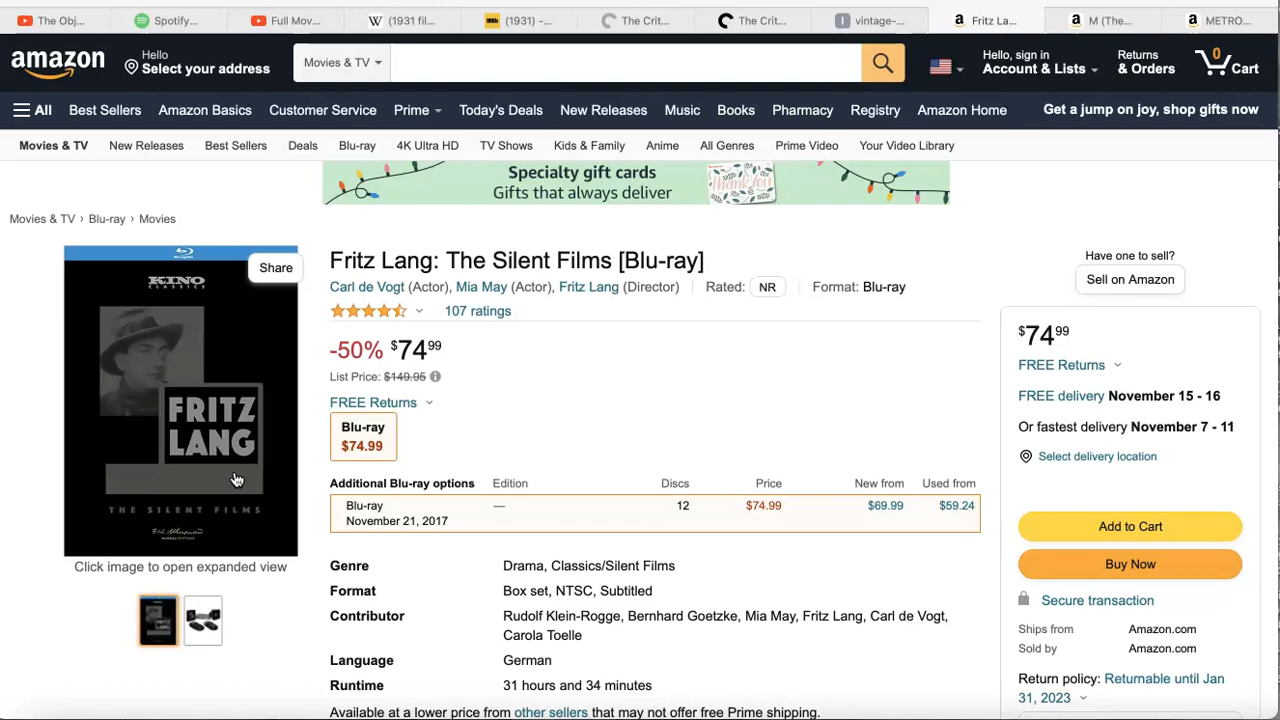 The Obj...
Spotify...
Full Mov...
(1931 fil...
(1931) -...
The Crit...
The Crit...
vintage-...
Fritz La...
M (The...
METRO...
amazon
Hello
Select your address
Movies & TV
Hello, sign in
Account & Lists
Returns
& Orders
0
Cart
All
Best Sellers
Amazon Basics
Customer Service
Prime
Today's Deals
New Releases
Music
Books
Pharmacy
Registry
Amazon Home
Get a jump on joy, shop gifts now
Movies & TV
New Releases
Best Sellers
Deals
Blu-ray
4K Ultra HD
TV Shows
Kids & Family
Anime
All Genres
Prime Video
Your Video Library
Specialty gift cards
Gifts that always deliver
Movies & TV › Blu-ray › Movies
Share
KINO
CLASSICS
FRITZ
LANG
THE SILENT FILMS
Click image to open expanded view
Fritz Lang: The Silent Films [Blu-ray]
Carl de Vogt (Actor), Mia May (Actor), Fritz Lang (Director)
Rated: NR
Format: Blu-ray
107 ratings
-50% $74.99
List Price: $149.95
FREE Returns
Blu-ray
$74.99
Additional Blu-ray options Edition Discs Price New from Used from
Blu-ray — 12 $74.99 $69.99 $59.24
November 21, 2017
Genre Drama, Classics/Silent Films
Format Box set, NTSC, Subtitled
Contributor Rudolf Klein-Rogge, Bernhard Goetzke, Mia May, Fritz Lang, Carl de Vogt,
Carola Toelle
Language German
Runtime 31 hours and 34 minutes
Available at a lower price from other sellers that may not offer free Prime shipping.
Have one to sell?
Sell on Amazon
$74.99
FREE Returns
FREE delivery November 15 - 16
Or fastest delivery November 7 - 11
Select delivery location
Add to Cart
Buy Now
Secure transaction
Ships from Amazon.com
Sold by Amazon.com
Return policy: Returnable until Jan
31, 2023